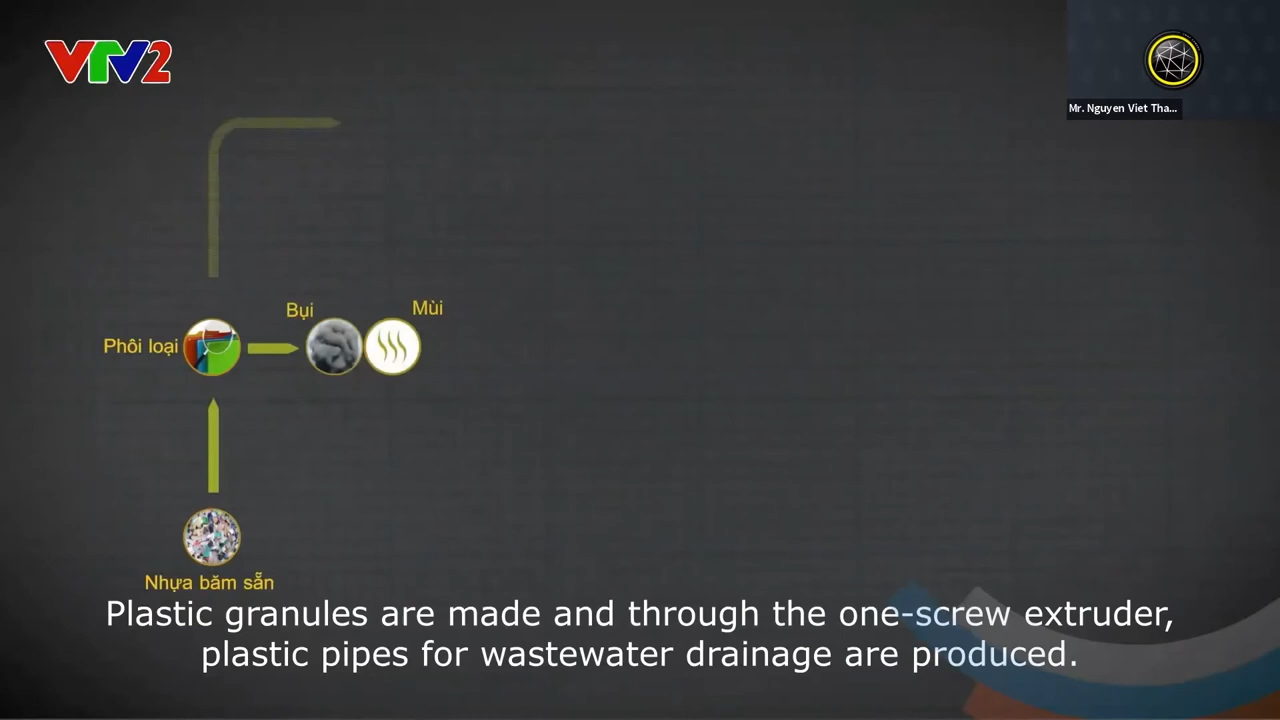 VTV2
Mr. Nguyen Viet Tha...
Bụi
Mùi
Phôi loại
Nhựa băm sẵn
Plastic granules are made and through the one-screw extruder,
plastic pipes for wastewater drainage are produced.